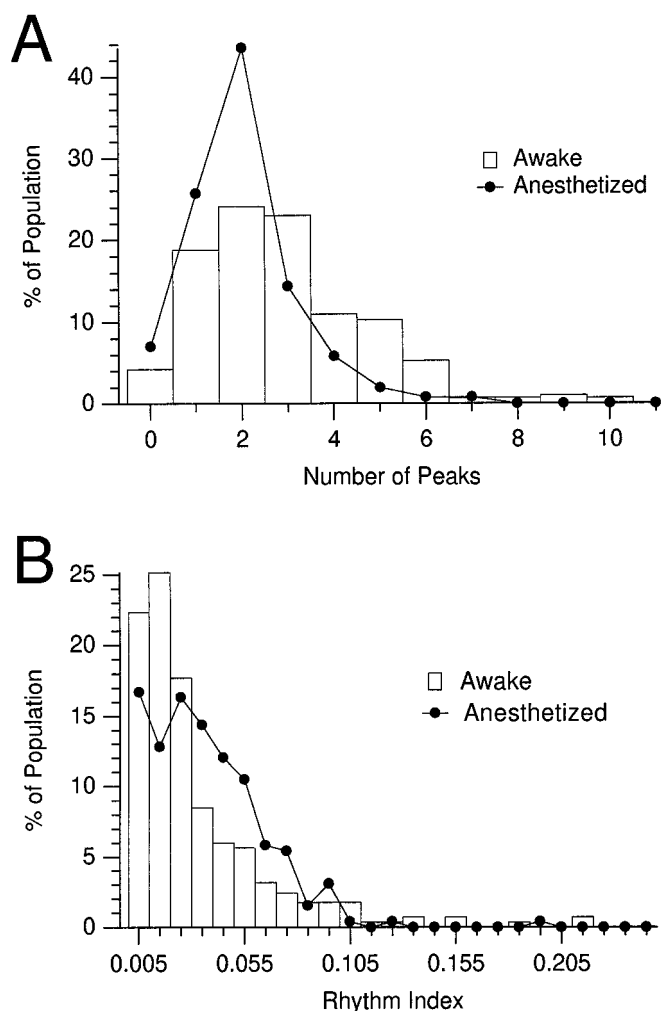 A
40
30
20
10
0
% of Population
Awake
Anesthetized
0 2 4 6 8 10
Number of Peaks
B
25
20
15
10
5
0
% of Population
Awake
Anesthetized
0.005 0.055 0.105 0.155 0.205
Rhythm Index